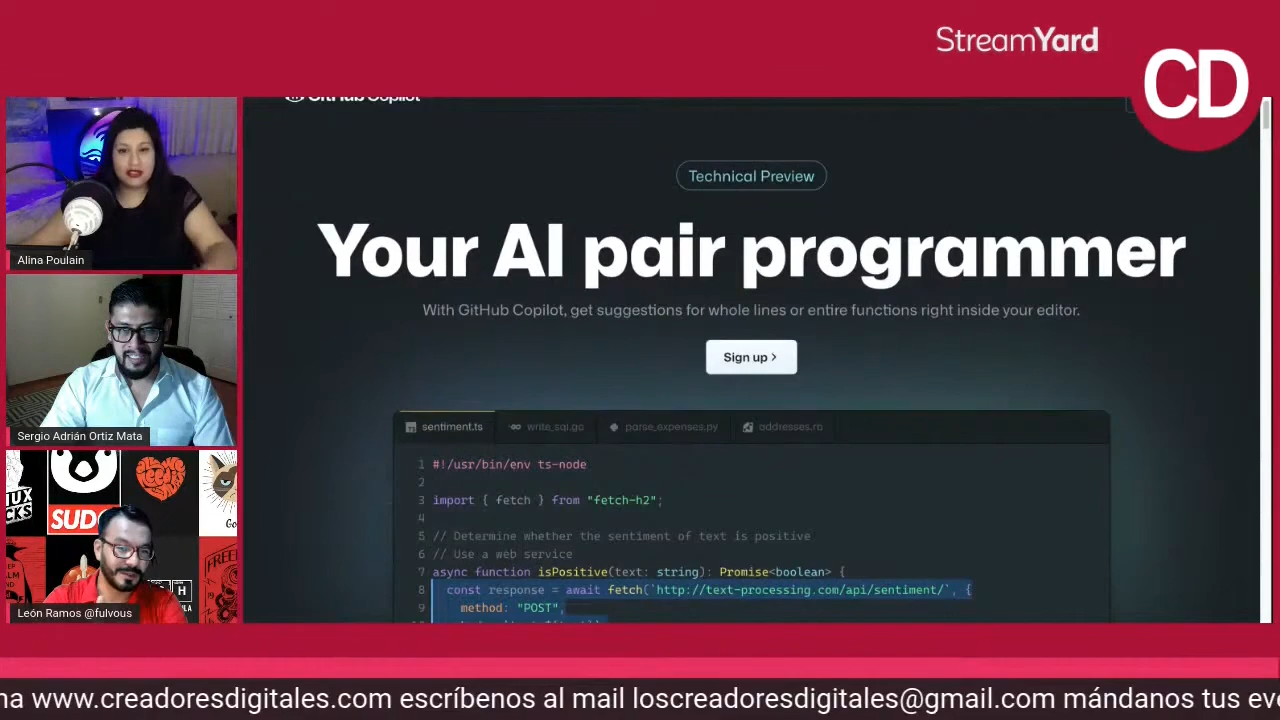 StreamYard
CD
GitHub Copilot
Technical Preview
Your AI pair programmer
With GitHub Copilot, get suggestions for whole lines or entire functions right inside your editor.
Sign up >
sentiment.ts write_sql.go parse_expenses.py addresses.rb
1 #!/usr/bin/env ts-node
2
3 import { fetch } from "fetch-h2";
4
5 // Determine whether the sentiment of text is positive
6 // Use a web service
7 async function isPositive(text: string): Promise<boolean> {
8 const response = await fetch(`http://text-processing.com/api/sentiment/`, {
9 method: "POST",
Alina Poulain
Sergio Adrián Ortiz Mata
SUDO
León Ramos @fulvous
na www.creadoresdigitales.com escríbenos al mail loscreadoresdigitales@gmail.com mándanos tus eve